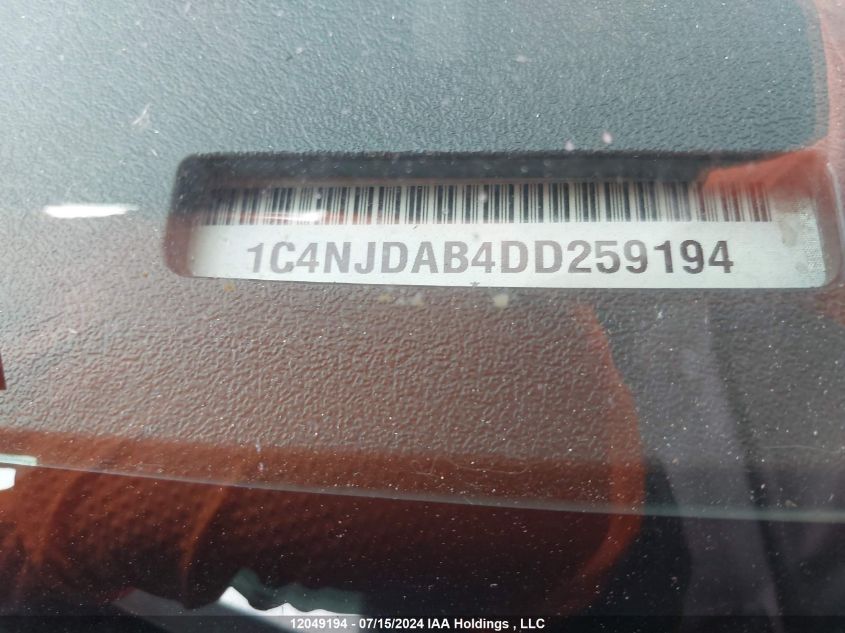 1C4NJDAB4DD259194
*
12049194 - 07/15/2024 IAA Holdings , LLC